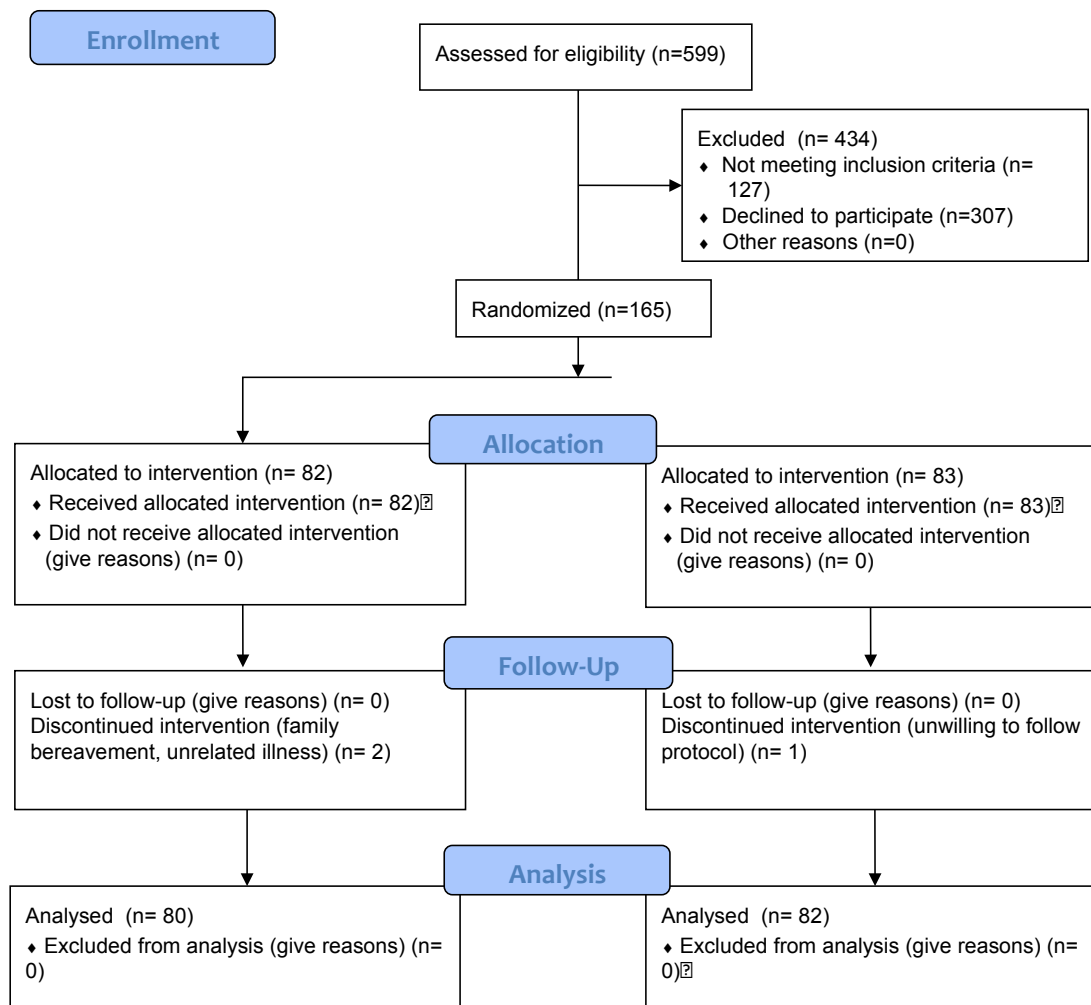 Enrollment
Assessed for eligibility (n=599)
Excluded (n= 434)
♦ Not meeting inclusion criteria (n=
127)
♦ Declined to participate (n=307)
♦ Other reasons (n=0)
Randomized (n=165)
Allocation
Allocated to intervention (n= 82)
♦ Received allocated intervention (n= 82)⍰
♦ Did not receive allocated intervention
(give reasons) (n= 0)
Allocated to intervention (n= 83)
♦ Received allocated intervention (n= 83)⍰
♦ Did not receive allocated intervention
(give reasons) (n= 0)
Follow-Up
Lost to follow-up (give reasons) (n= 0)
Discontinued intervention (family
bereavement, unrelated illness) (n= 2)
Lost to follow-up (give reasons) (n= 0)
Discontinued intervention (unwilling to follow
protocol) (n= 1)
Analysis
Analysed (n= 80)
♦ Excluded from analysis (give reasons) (n=
0)
Analysed (n= 82)
♦ Excluded from analysis (give reasons) (n=
0)⍰